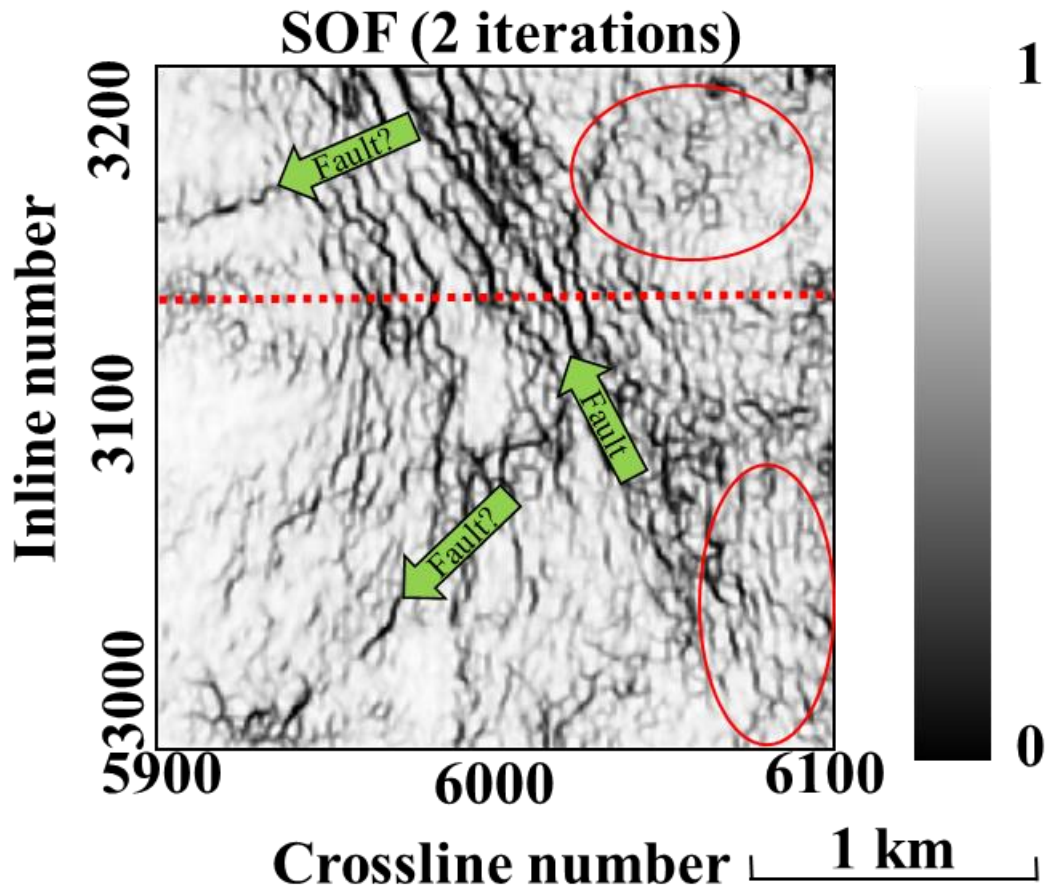 SOF (2 iterations)
1
3200
Fault?
Inline number
3100
Fault
Fault?
3000
0
5900
6000
6100
Crossline number
1 km